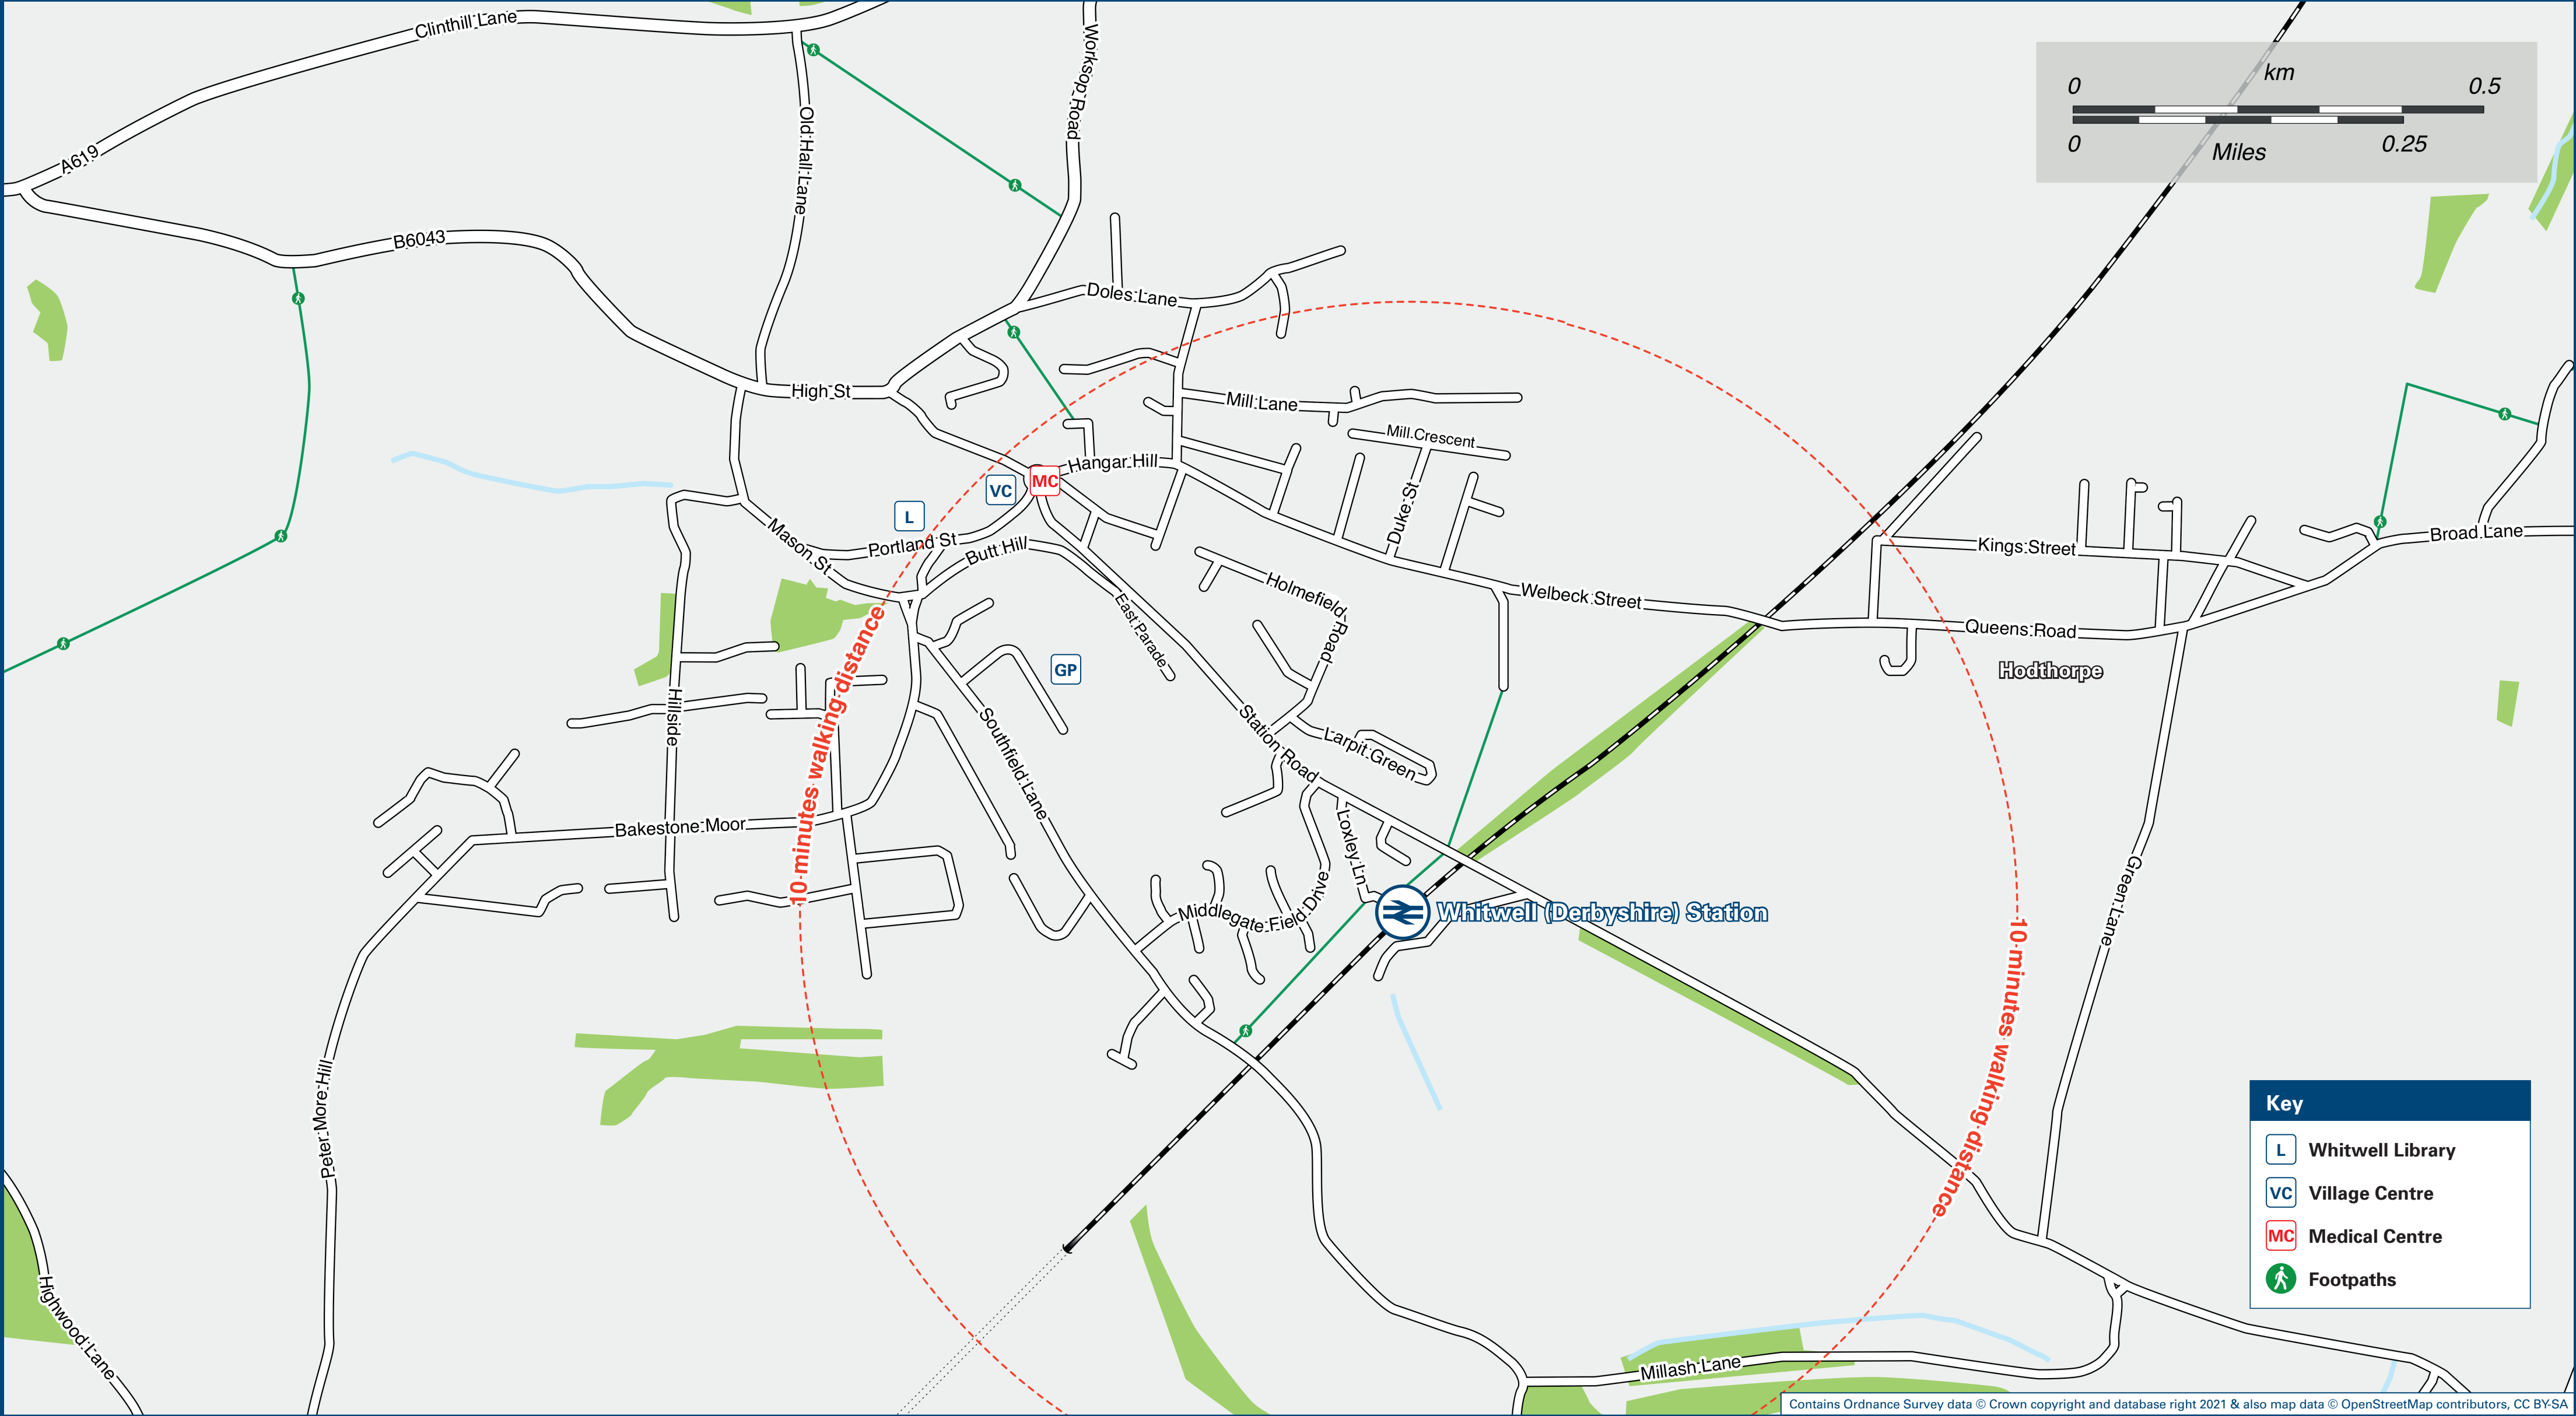 Clinthill Lane
Worksop Road
km
0
0.5
0
Miles
0.25
A619
Old Hall Lane
B6043
Doles Lane
High St
Mill Lane
Mill Crescent
Hangar Hill
MC
VC
L
Duke St
Mason St
Portland St
Butt Hill
Kings Street
Broad Lane
Holmefield Road
Welbeck Street
East Parade
Queens Road
GP
Hodthorpe
10 minutes walking distance
Hillside
Southfield Lane
Station Road
Larpit Green
Bakestone Moor
Loxley Ln
Middlegate Field Drive
Whitwell (Derbyshire) Station
Green Lane
10 minutes walking distance
Peter More Hill
Highwood Lane
Millash Lane
Key
L Whitwell Library
VC Village Centre
MC Medical Centre
Footpaths
Contains Ordnance Survey data © Crown copyright and database right 2021 & also map data © OpenStreetMap contributors, CC BY-SA